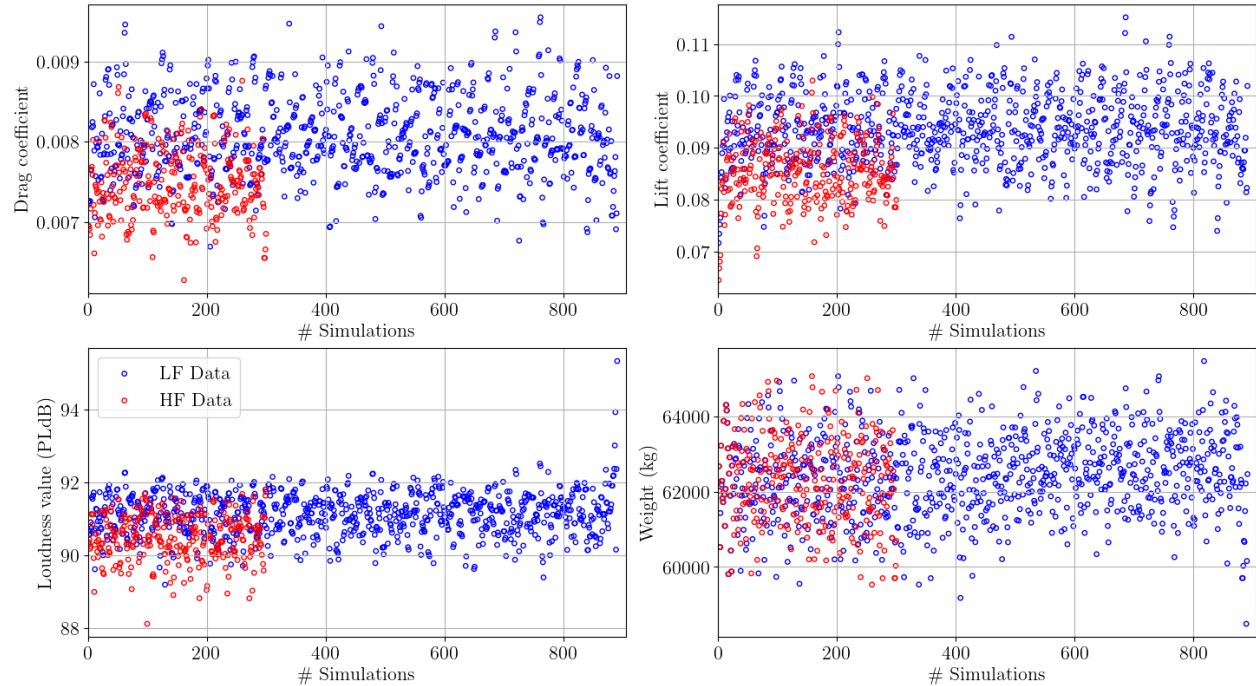 0.009
0.008
0.007
Drag coefficient
0 200 400 600 800
# Simulations
0.11
0.10
0.09
0.08
0.07
Lift coefficient
0 200 400 600 800
# Simulations
LF Data
HF Data
94
92
90
88
Loudness value (PLdB)
0 200 400 600 800
# Simulations
64000
62000
60000
Weight (kg)
0 200 400 600 800
# Simulations